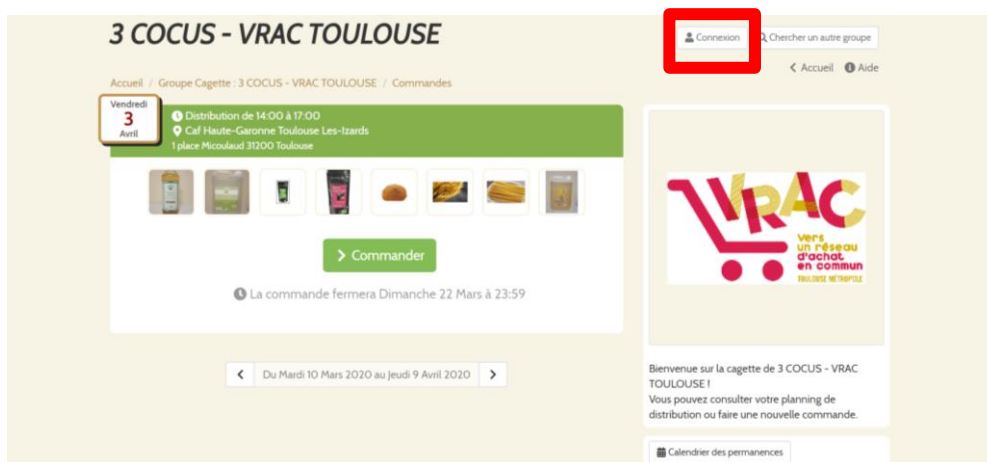 3 COCUS - VRAC TOULOUSE
Connexion
Chercher un autre groupe
Accueil
Aide
Accueil / Groupe Cagette : 3 COCUS - VRAC TOULOUSE / Commandes
Vendredi
3
Avril
Distribution de 14:00 à 17:00
Caf Haute-Garonne Toulouse Les-Izards
1 place Micoulaud 31200 Toulouse
Commander
La commande fermera Dimanche 22 Mars à 23:59
Du Mardi 10 Mars 2020 au Jeudi 9 Avril 2020
VRAC
Vers
un réseau
d'achat
en commun
TOULOUSE MÉTROPOLE
Bienvenue sur la cagette de 3 COCUS - VRAC
TOULOUSE !
Vous pouvez consulter votre planning de
distribution ou faire une nouvelle commande.
Calendrier des permanences